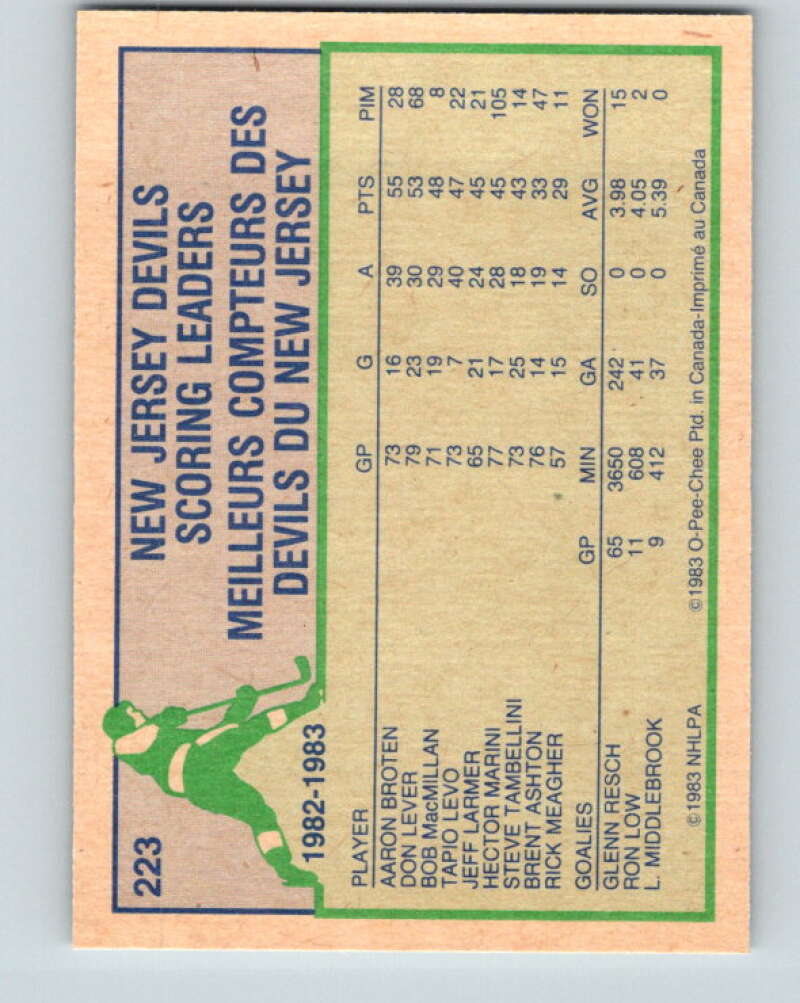 223
NEW JERSEY DEVILS
SCORING LEADERS
MEILLEURS COMPTEURS DES
DEVILS DU NEW JERSEY
1982-1983
PLAYER GP G A PTS PIM
AARON BROTEN 73 16 39 55 28
DON LEVER 79 23 30 53 68
BOB MacMILLAN 71 19 29 48 8
TAPIO LEVO 73 7 40 47 22
JEFF LARMER 65 21 24 45 21
HECTOR MARINI 77 17 28 45 105
STEVE TAMBELLINI 73 25 18 43 14
BRENT ASHTON 76 14 19 33 47
RICK MEAGHER 57 15 14 29 11
GOALIES GP MIN GA SO AVG WON
GLENN RESCH 65 3650 242 0 3.98 15
RON LOW 11 608 41 0 4.05 2
L. MIDDLEBROOK 9 412 37 0 5.39 0
©1983 NHLPA ©1983 O-Pee-Chee Ptd. in Canada-Imprimé au Canada